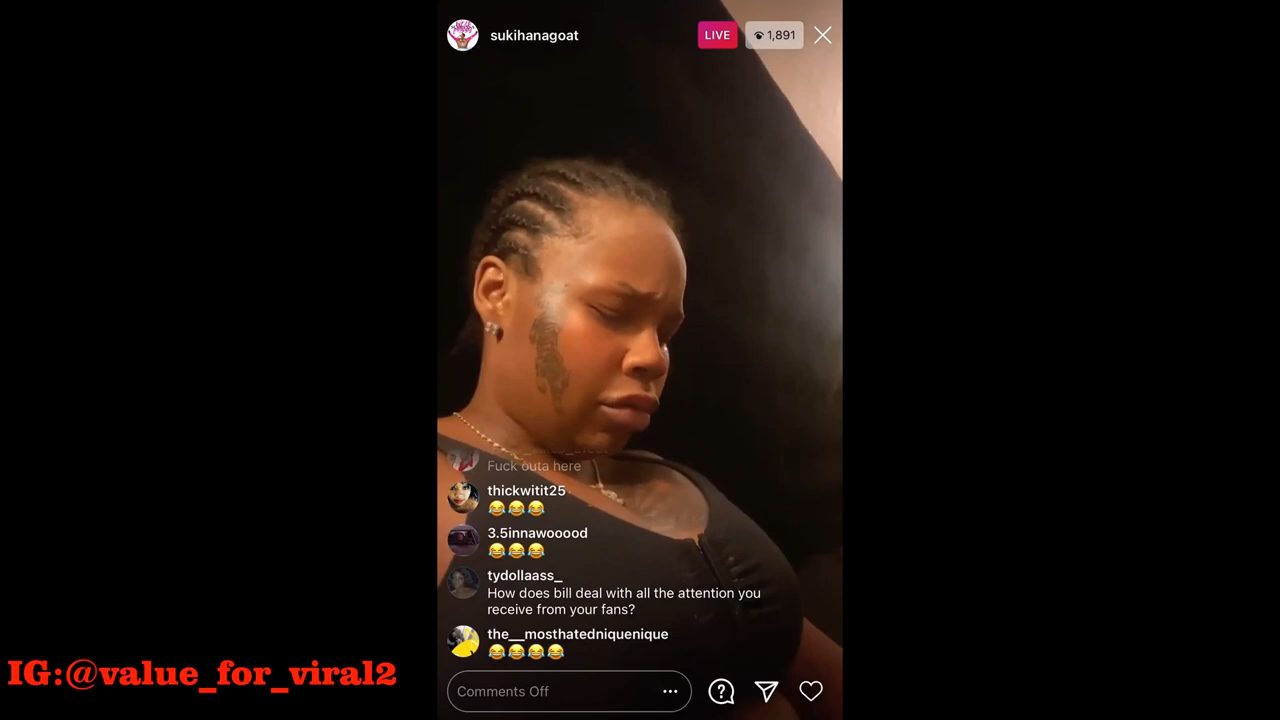 sukihanagoat
LIVE
1,891
Fuck outa here
thickwitit25
😂😂😂
3.5innawooood
😂😂😂
tydollaass_
How does bill deal with all the attention you
receive from your fans?
the__mosthatedniquenique
😂😂😂😂
Comments Off
IG:@value_for_viral2